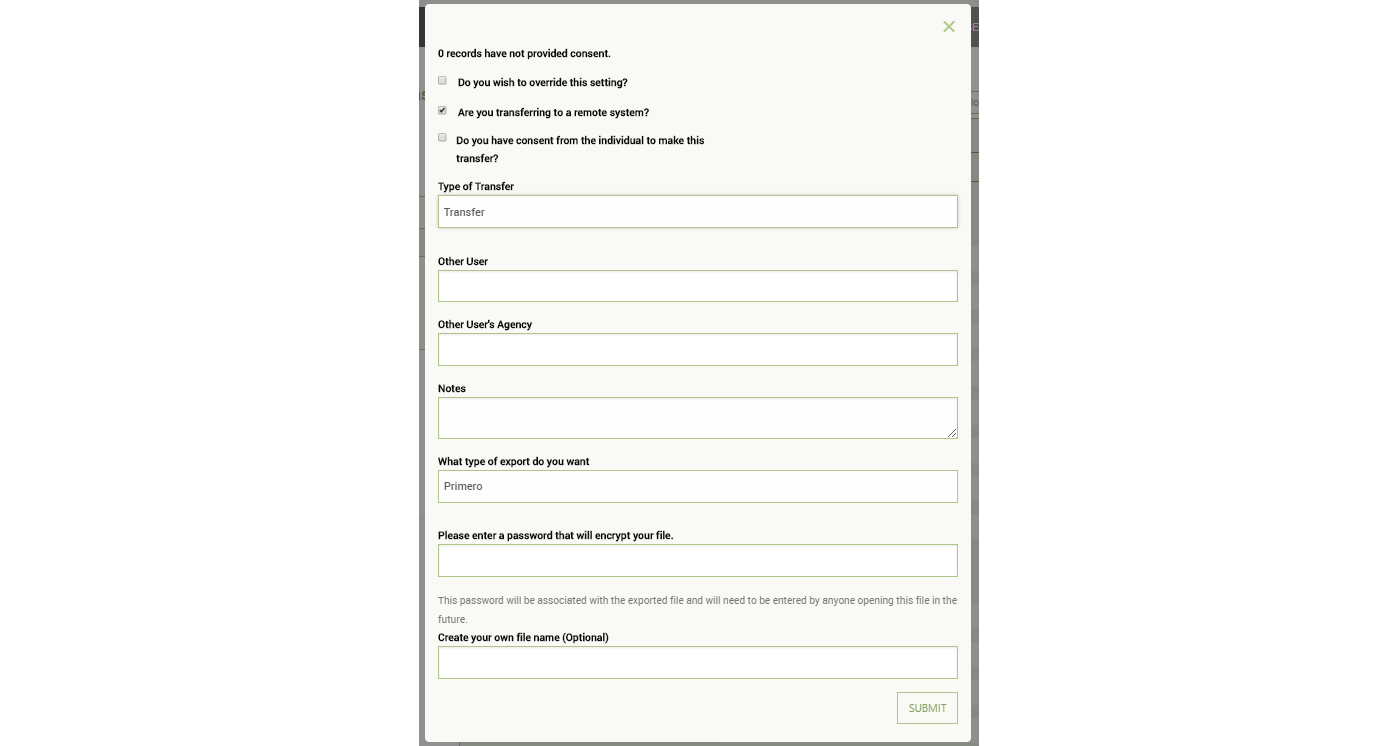 0 records have not provided consent.
Do you wish to override this setting?
Are you transferring to a remote system?
Do you have consent from the individual to make this
transfer?
Type of Transfer
Transfer
Other User
Other User's Agency
Notes
What type of export do you want
Primero
Please enter a password that will encrypt your file.
This password will be associated with the exported file and will need to be entered by anyone opening this file in the
future.
Create your own file name (Optional)
SUBMIT